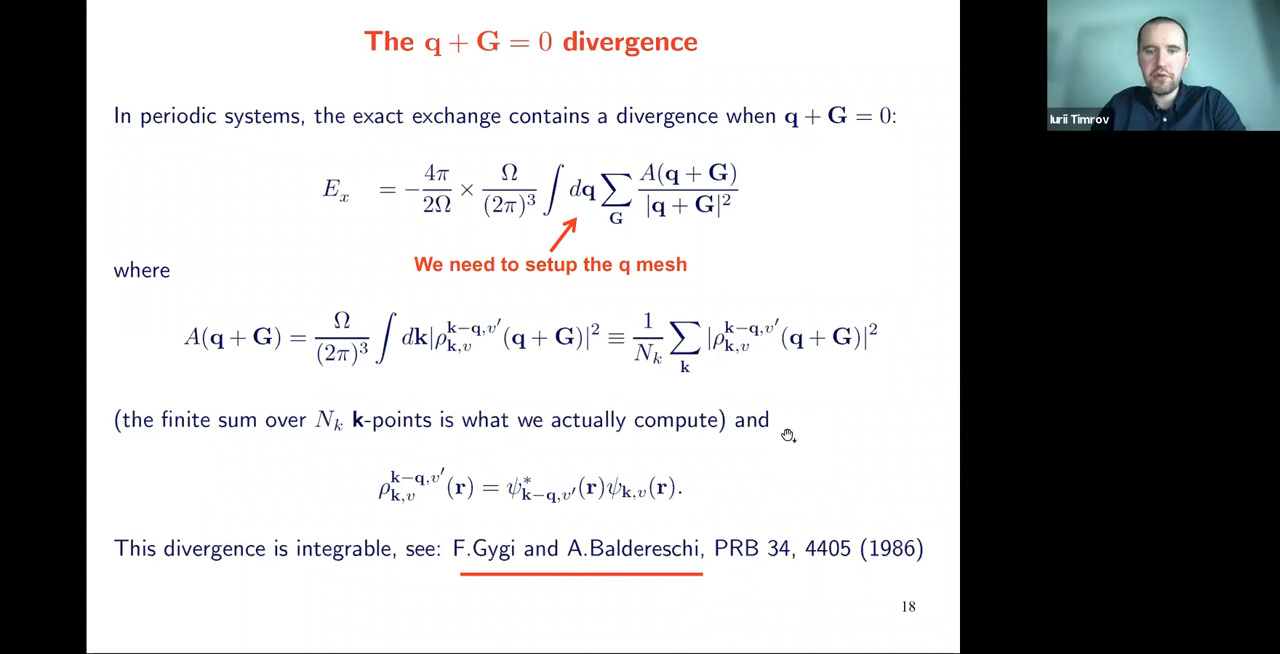 The q + G = 0 divergence
In periodic systems, the exact exchange contains a divergence when q + G = 0:
E_x = −4π/2Ω × Ω/(2π)³ ∫ dq ∑_G A(q + G)/|q + G|²
We need to setup the q mesh
where
A(q + G) = Ω/(2π)³ ∫ dk|ρ_{k,v}^{k−q,v′}(q + G)|² ≡ 1/N_k ∑_k |ρ_{k,v}^{k−q,v′}(q + G)|²
(the finite sum over N_k k-points is what we actually compute) and
ρ_{k,v}^{k−q,v′}(r) = ψ*_{k−q,v′}(r)ψ_{k,v}(r).
This divergence is integrable, see: F.Gygi and A.Baldereschi, PRB 34, 4405 (1986)
18
Iurii Timrov